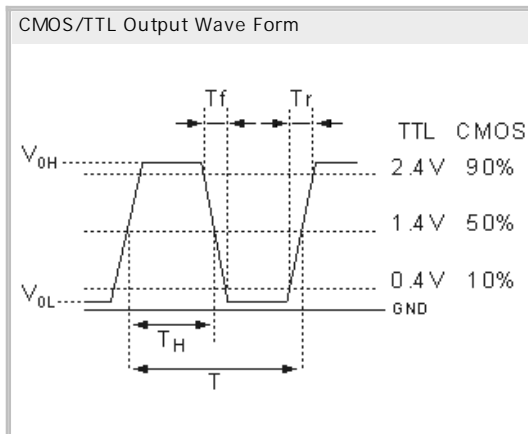 CMOS/TTL Output Wave Form
Tf Tr
TTL CMOS
V0H 2.4V 90%
1.4V 50%
0.4V 10%
V0L
GND
TH
T